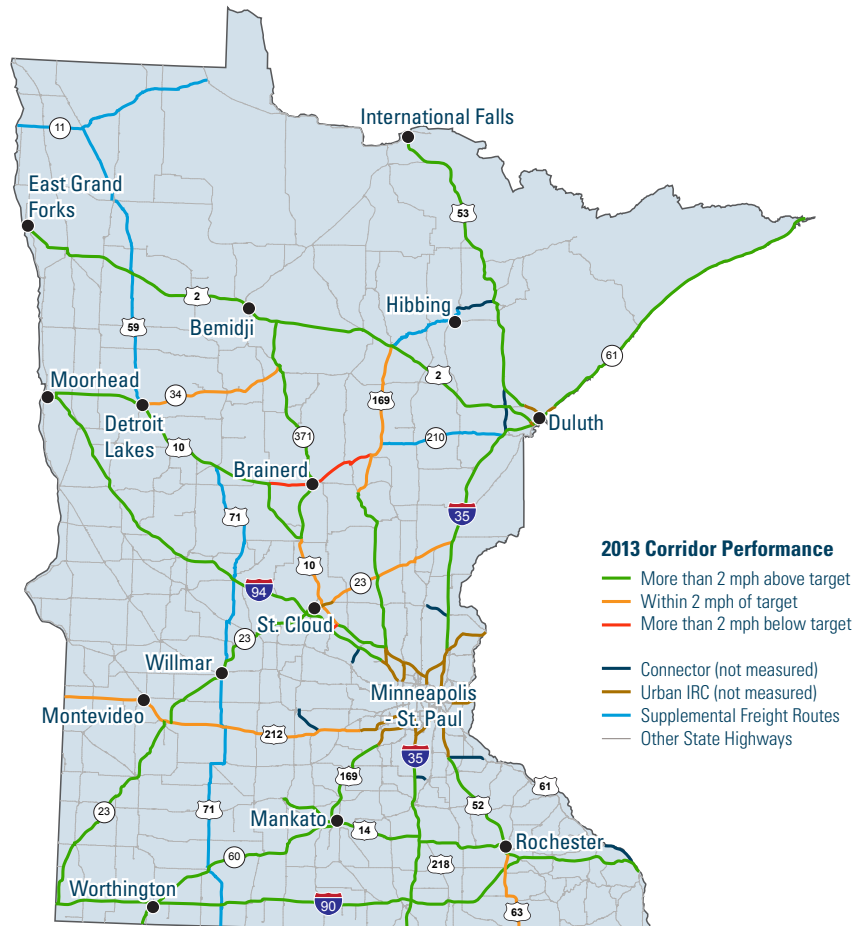 International Falls
11
East Grand
Forks
53
2
Bemidji
Hibbing
59
61
2
Moorhead
34
169
Detroit
Lakes
Duluth
10
371
210
Brainerd
71
35
2013 Corridor Performance
More than 2 mph above target
Within 2 mph of target
More than 2 mph below target
Connector (not measured)
Urban IRC (not measured)
Supplemental Freight Routes
Other State Highways
10
23
94
St. Cloud
23
Willmar
Minneapolis
- St. Paul
Montevideo
212
35
169
61
71
52
23
Mankato
14
Rochester
60
218
Worthington
90
63